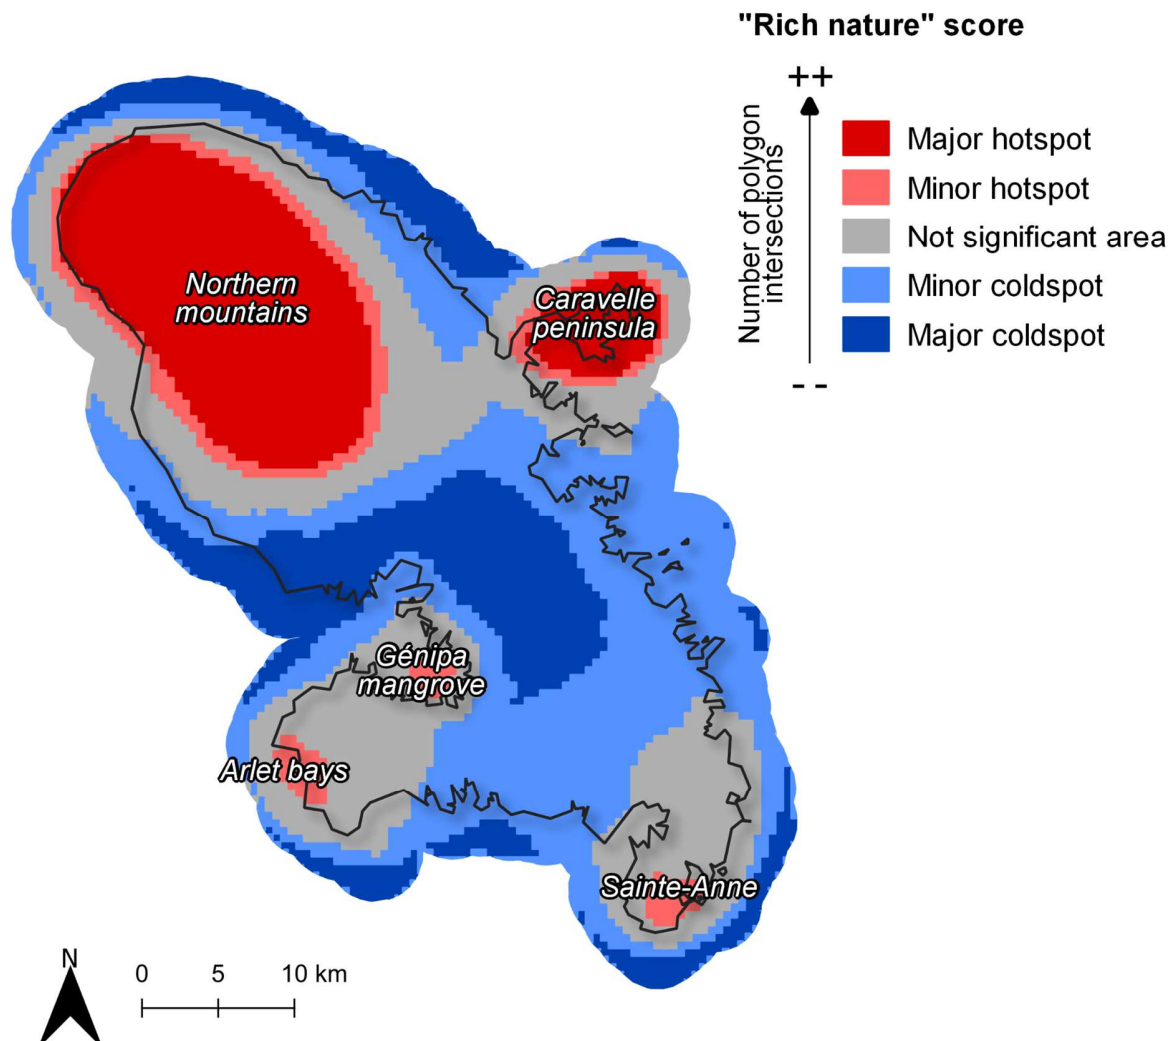 "Rich nature" score
++
Number of polygon
intersections
- -
Major hotspot
Minor hotspot
Not significant area
Minor coldspot
Major coldspot
Northern
mountains
Caravelle
peninsula
Génipa
mangrove
Arlet bays
Sainte-Anne
N
0 5 10 km